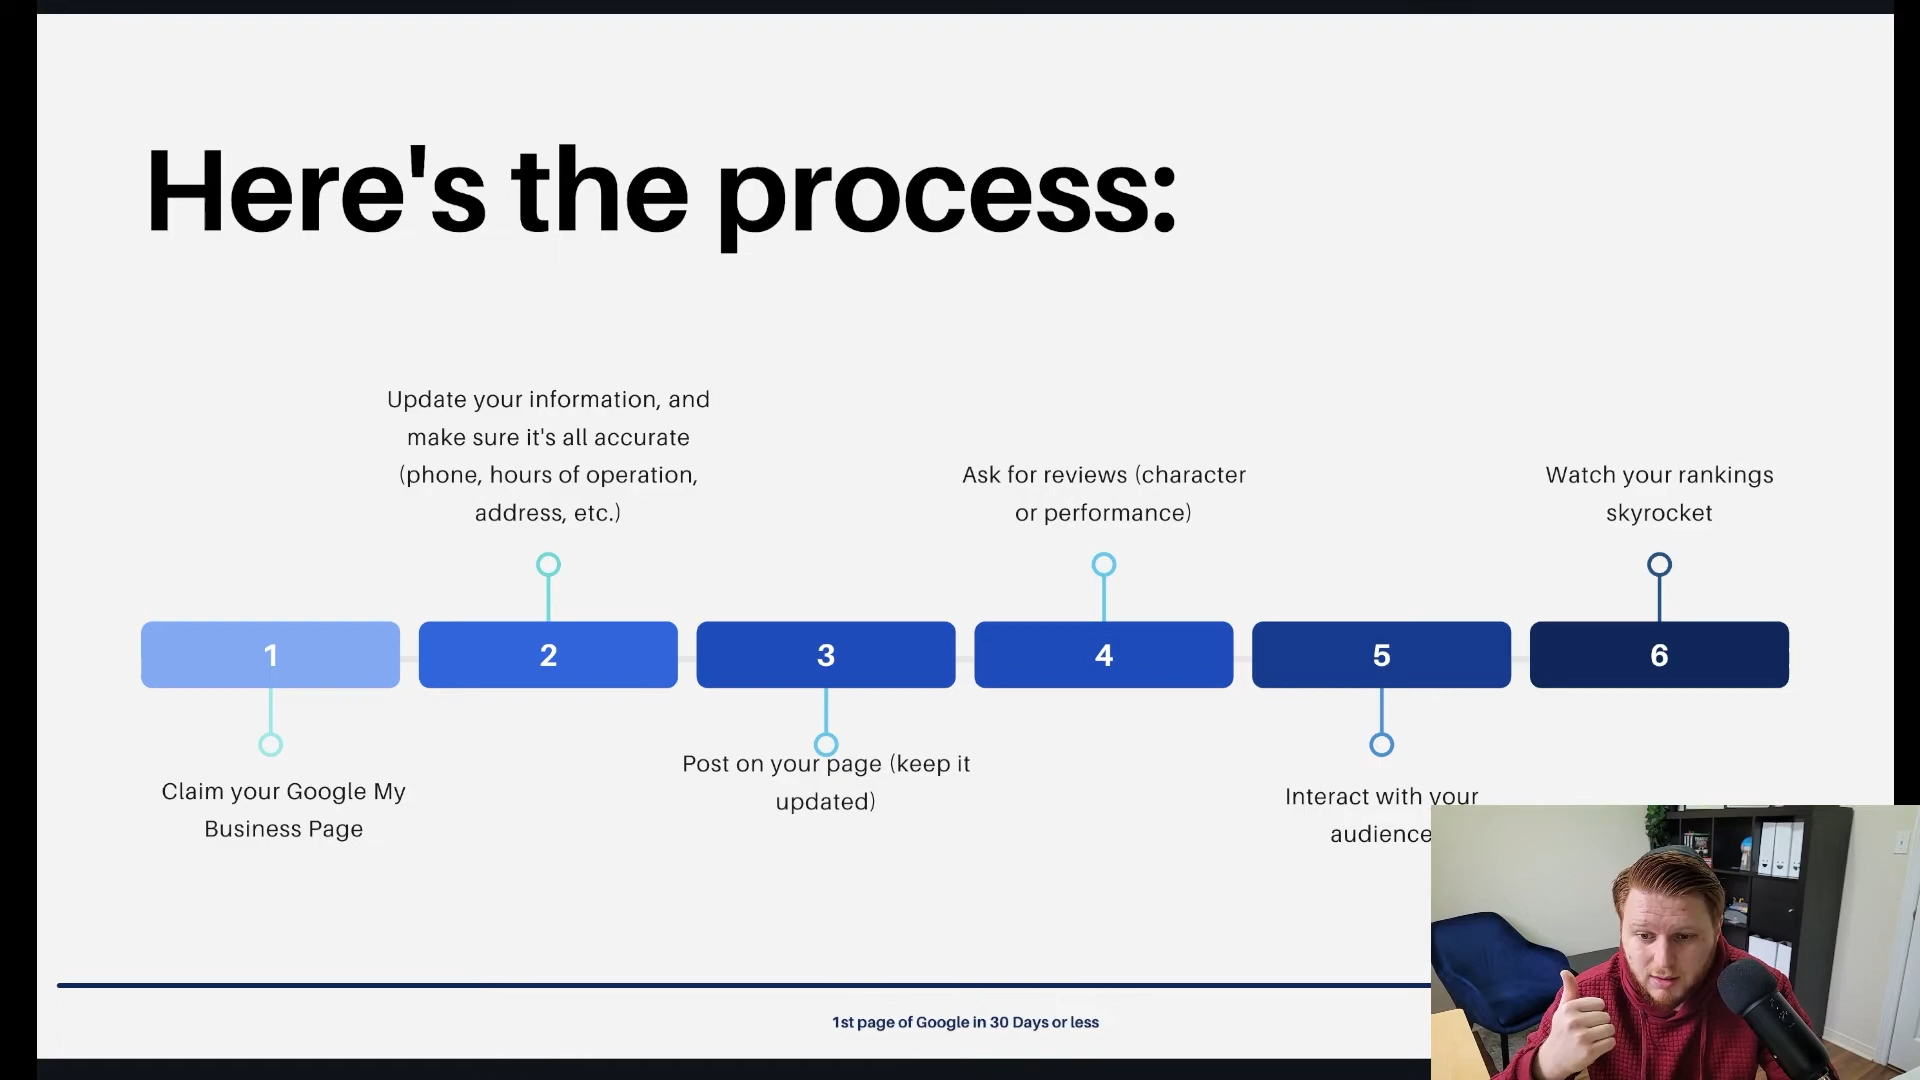 Here's the process:
Update your information, and
make sure it's all accurate
(phone, hours of operation,
address, etc.)
Ask for reviews (character
or performance)
Watch your rankings
skyrocket
1
2
3
4
5
6
Claim your Google My
Business Page
Post on your page (keep it
updated)
Interact with your
audience
1st page of Google in 30 Days or less